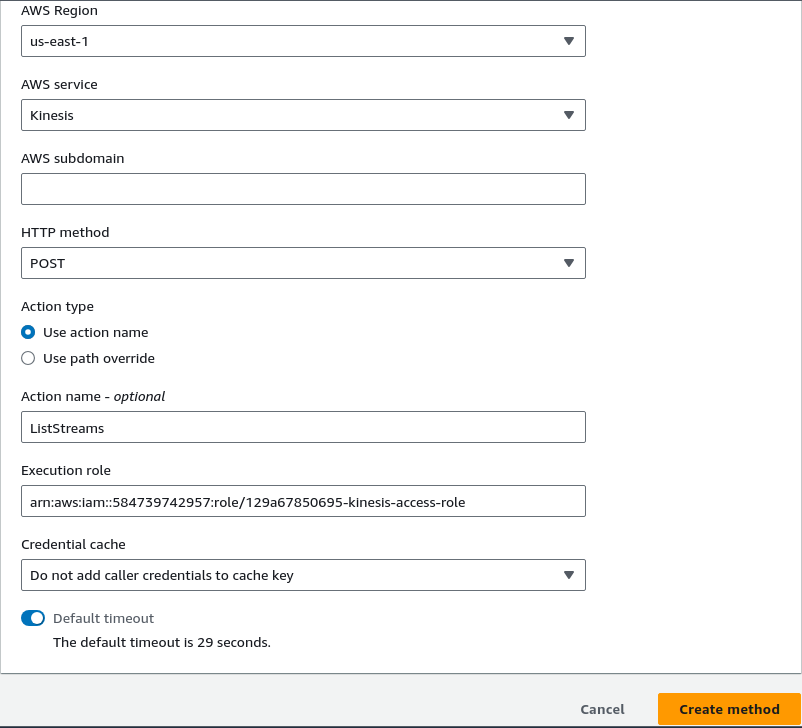 AWS Region
us-east-1
AWS service
Kinesis
AWS subdomain
HTTP method
POST
Action type
Use action name
Use path override
Action name - optional
ListStreams
Execution role
arn:aws:iam::584739742957:role/129a67850695-kinesis-access-role
Credential cache
Do not add caller credentials to cache key
Default timeout
The default timeout is 29 seconds.
Cancel
Create method